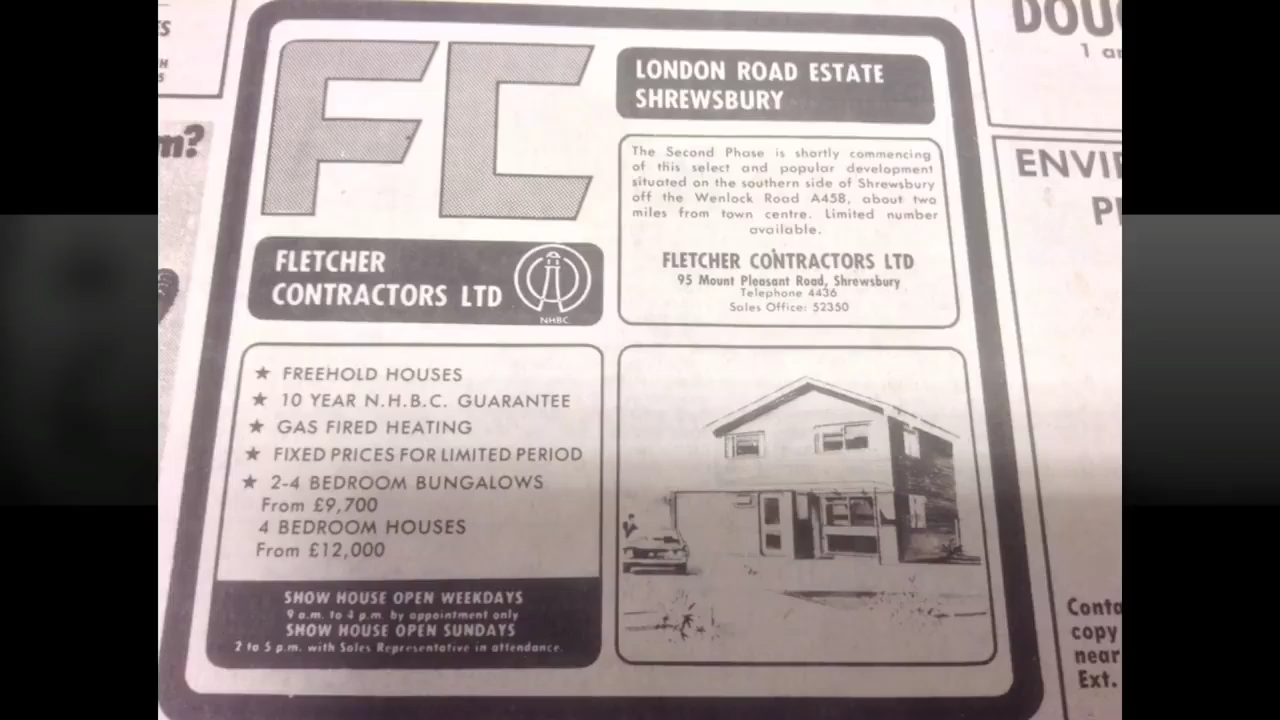 FC
LONDON ROAD ESTATE
SHREWSBURY
The Second Phase is shortly commencing
of this select and popular development
situated on the southern side of Shrewsbury
off the Wenlock Road A458, about two
miles from town centre. Limited number
available.
FLETCHER CONTRACTORS LTD
95 Mount Pleasant Road, Shrewsbury
Telephone 4436
Sales Office: 52350
FLETCHER
CONTRACTORS LTD
NHBC
★ FREEHOLD HOUSES
★ 10 YEAR N.H.B.C. GUARANTEE
★ GAS FIRED HEATING
★ FIXED PRICES FOR LIMITED PERIOD
★ 2-4 BEDROOM BUNGALOWS
From £9,700
4 BEDROOM HOUSES
From £12,000
SHOW HOUSE OPEN WEEKDAYS
9 a.m. to 4 p.m. by appointment only
SHOW HOUSE OPEN SUNDAYS
2 to 5 p.m. with Sales Representative in attendance.
m?
DOU
1 a
ENVI
P
Conta
copy
near
Ext.